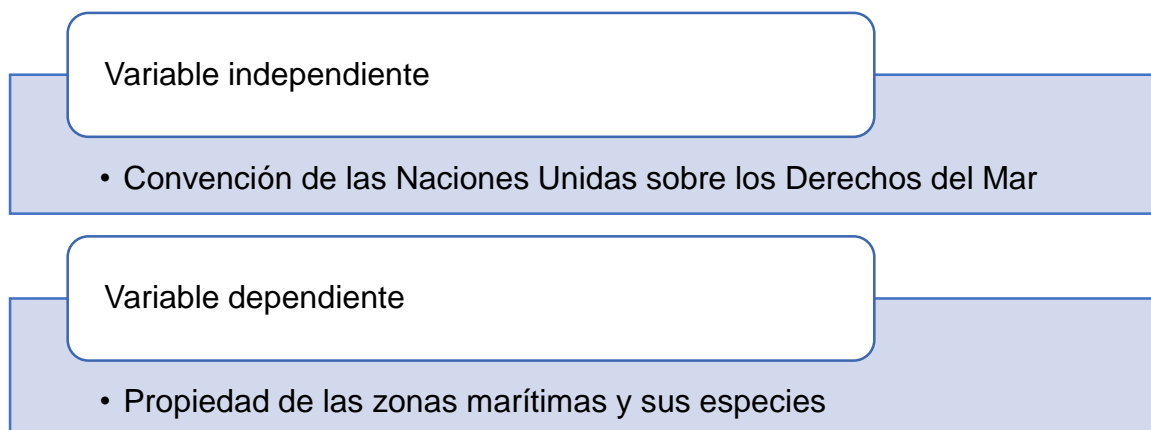 Variable independiente
• Convención de las Naciones Unidas sobre los Derechos del Mar
Variable dependiente
• Propiedad de las zonas marítimas y sus especies